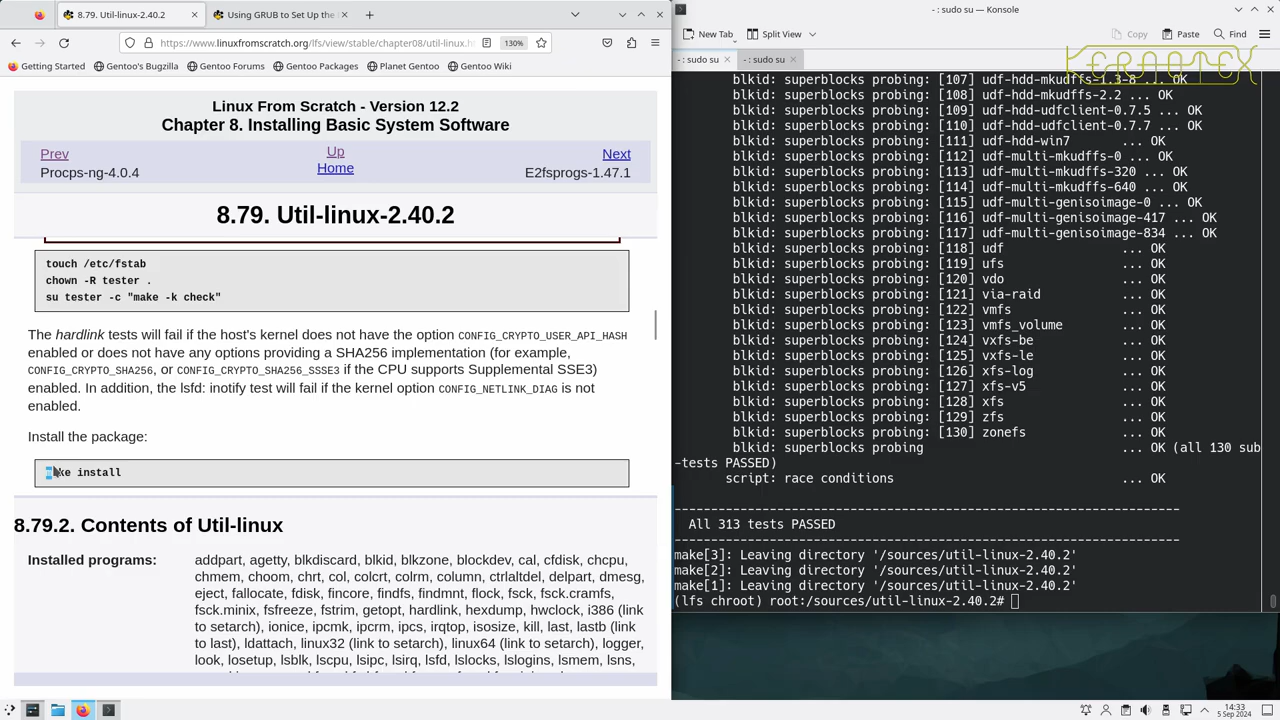 8.79. Util-linux-2.40.2
Using GRUB to Set Up the
https://www.linuxfromscratch.org/lfs/view/stable/chapter08/util-linux.h
130%
Getting Started
Gentoo's Bugzilla
Gentoo Forums
Gentoo Packages
Planet Gentoo
Gentoo Wiki
Linux From Scratch - Version 12.2
Chapter 8. Installing Basic System Software
Prev
Up
Next
Procps-ng-4.0.4
Home
E2fsprogs-1.47.1
8.79. Util-linux-2.40.2
touch /etc/fstab
chown -R tester .
su tester -c "make -k check"
The hardlink tests will fail if the host's kernel does not have the option CONFIG_CRYPTO_USER_API_HASH
enabled or does not have any options providing a SHA256 implementation (for example,
CONFIG_CRYPTO_SHA256, or CONFIG_CRYPTO_SHA256_SSSE3 if the CPU supports Supplemental SSE3)
enabled. In addition, the lsfd: inotify test will fail if the kernel option CONFIG_NETLINK_DIAG is not
enabled.
Install the package:
make install
8.79.2. Contents of Util-linux
Installed programs:
addpart, agetty, blkdiscard, blkid, blkzone, blockdev, cal, cfdisk, chcpu,
chmem, choom, chrt, col, colcrt, colrm, column, ctrlaltdel, delpart, dmesg,
eject, fallocate, fdisk, fincore, findfs, findmnt, flock, fsck, fsck.cramfs,
fsck.minix, fsfreeze, fstrim, getopt, hardlink, hexdump, hwclock, i386 (link
to setarch), ionice, ipcmk, ipcrm, ipcs, irqtop, isosize, kill, last, lastb (link
to last), ldattach, linux32 (link to setarch), linux64 (link to setarch), logger,
look, losetup, lsblk, lscpu, lsipc, lsirq, lsfd, lslocks, lslogins, lsmem, lsns,
- : sudo su — Konsole
New Tab
Split View
Copy
Paste
Find
- : sudo su
- : sudo su
KERNOTEX
blkid: superblocks probing: [107] udf-hdd-mkudffs-1.3-8 ... OK
blkid: superblocks probing: [108] udf-hdd-mkudffs-2.2 ... OK
blkid: superblocks probing: [109] udf-hdd-udfclient-0.7.5 ... OK
blkid: superblocks probing: [110] udf-hdd-udfclient-0.7.7 ... OK
blkid: superblocks probing: [111] udf-hdd-win7 ... OK
blkid: superblocks probing: [112] udf-multi-mkudffs-0 ... OK
blkid: superblocks probing: [113] udf-multi-mkudffs-320 ... OK
blkid: superblocks probing: [114] udf-multi-mkudffs-640 ... OK
blkid: superblocks probing: [115] udf-multi-genisoimage-0 ... OK
blkid: superblocks probing: [116] udf-multi-genisoimage-417 ... OK
blkid: superblocks probing: [117] udf-multi-genisoimage-834 ... OK
blkid: superblocks probing: [118] udf ... OK
blkid: superblocks probing: [119] ufs ... OK
blkid: superblocks probing: [120] vdo ... OK
blkid: superblocks probing: [121] via-raid ... OK
blkid: superblocks probing: [122] vmfs ... OK
blkid: superblocks probing: [123] vmfs_volume ... OK
blkid: superblocks probing: [124] vxfs-be ... OK
blkid: superblocks probing: [125] vxfs-le ... OK
blkid: superblocks probing: [126] xfs-log ... OK
blkid: superblocks probing: [127] xfs-v5 ... OK
blkid: superblocks probing: [128] xfs ... OK
blkid: superblocks probing: [129] zfs ... OK
blkid: superblocks probing: [130] zonefs ... OK
blkid: superblocks probing ... OK (all 130 sub
-tests PASSED)
script: race conditions ... OK
---------------------------------------------------------------------
All 313 tests PASSED
---------------------------------------------------------------------
make[3]: Leaving directory '/sources/util-linux-2.40.2'
make[2]: Leaving directory '/sources/util-linux-2.40.2'
make[1]: Leaving directory '/sources/util-linux-2.40.2'
(lfs chroot) root:/sources/util-linux-2.40.2#
14:33
5 Sep 2024